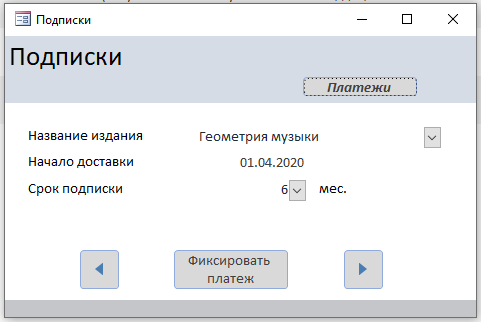 Подписки
Подписки
Платежи
Название издания Геометрия музыки
Начало доставки 01.04.2020
Срок подписки 6 мес.
Фиксировать
платеж